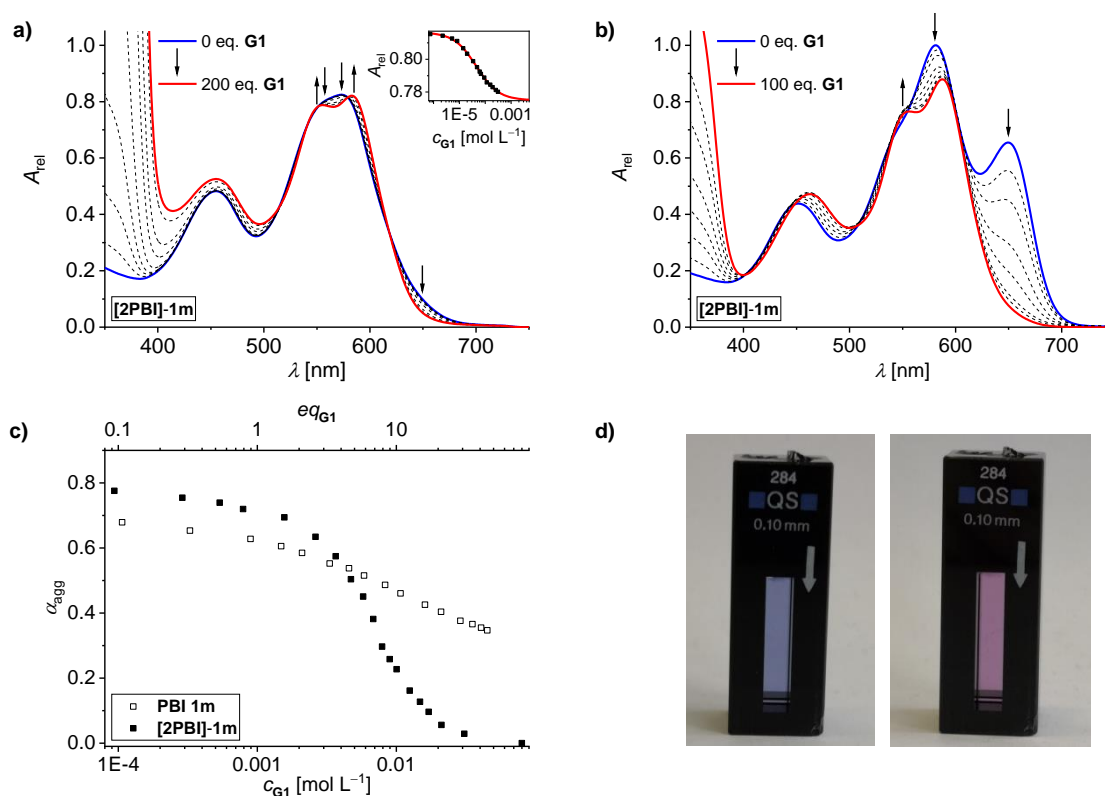 a)
0 eq. G1
200 eq. G1
[2PBI]-1m
A_rel
0.0
0.2
0.4
0.6
0.8
1.0
400
500
600
700
λ [nm]
A_rel
0.80
0.78
1E-5
0.001
c_G1 [mol L⁻¹]
b)
0 eq. G1
100 eq. G1
[2PBI]-1m
A_rel
0.0
0.2
0.4
0.6
0.8
1.0
400
500
600
700
λ [nm]
c)
eq_G1
0.1
1
10
α_agg
0.0
0.2
0.4
0.6
0.8
PBI 1m
[2PBI]-1m
1E-4
0.001
0.01
c_G1 [mol L⁻¹]
d)
284
QS
0.10 mm
284
QS
0.10 mm